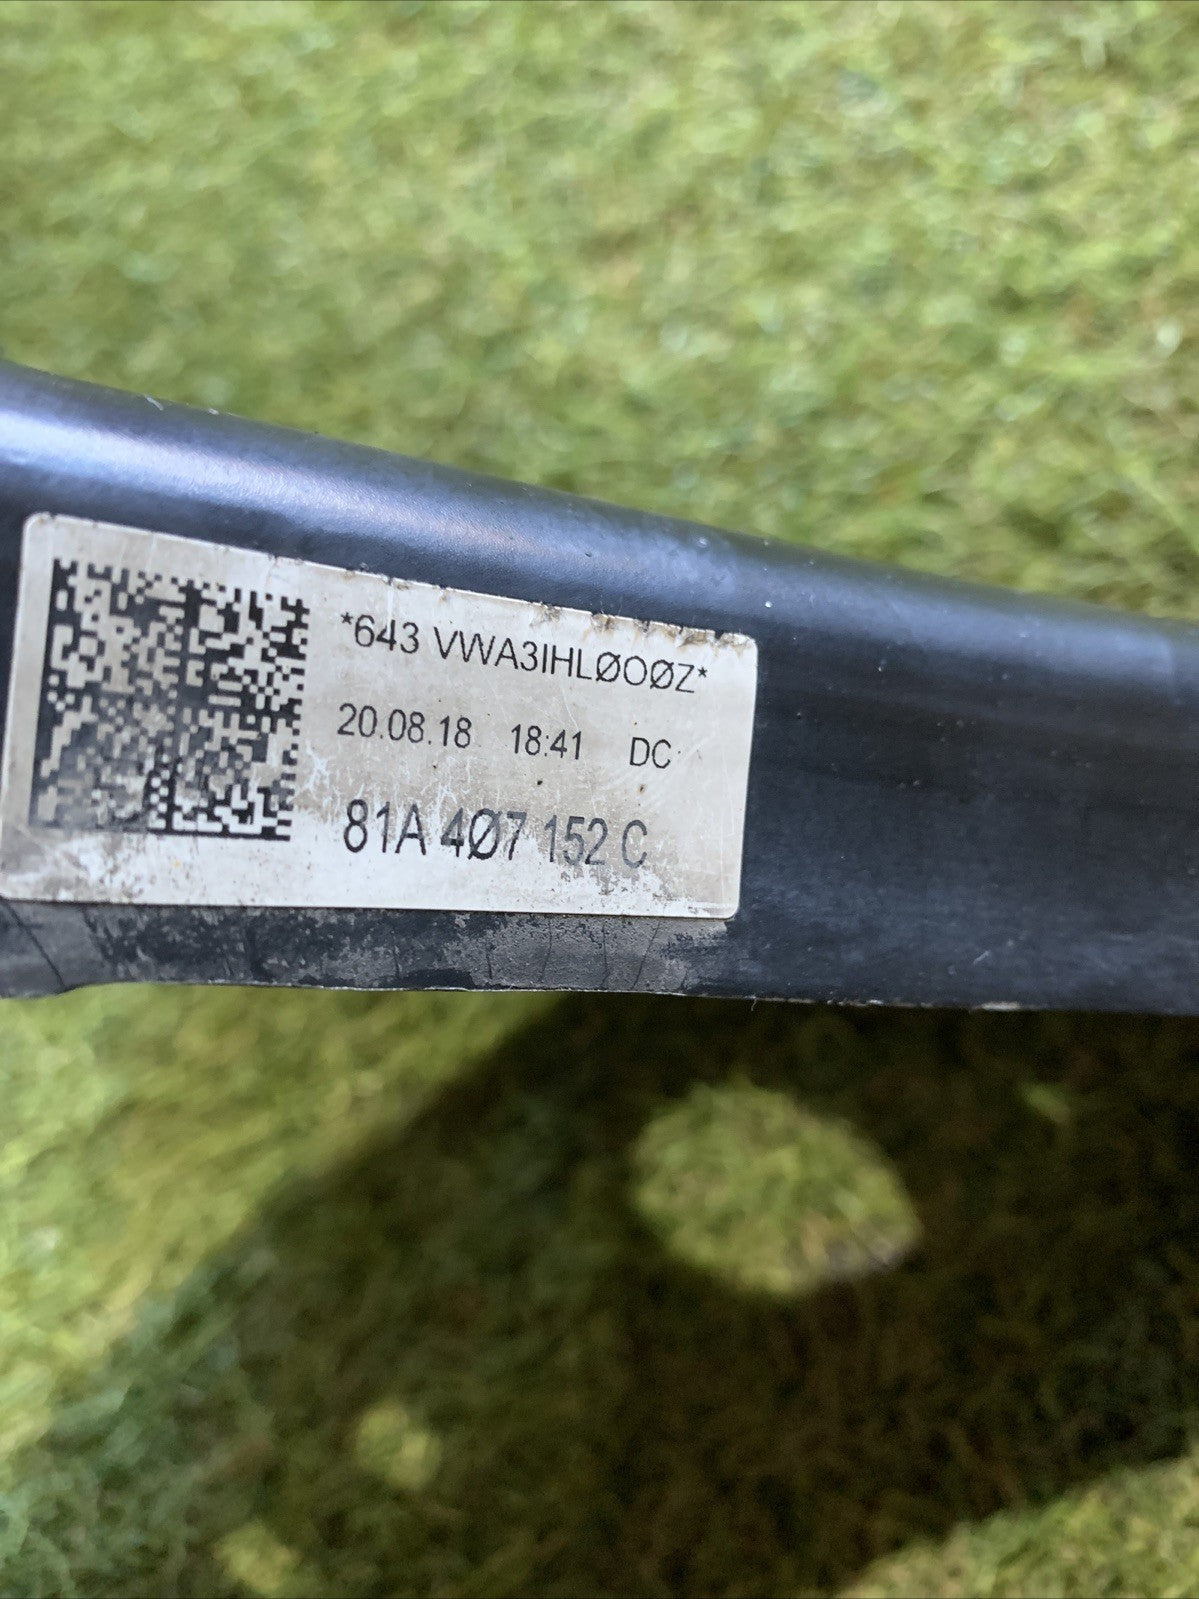 *643 VWA3IHLØOØZ*
20.08.18 18:41 DC
81A 4Ø7 152 C